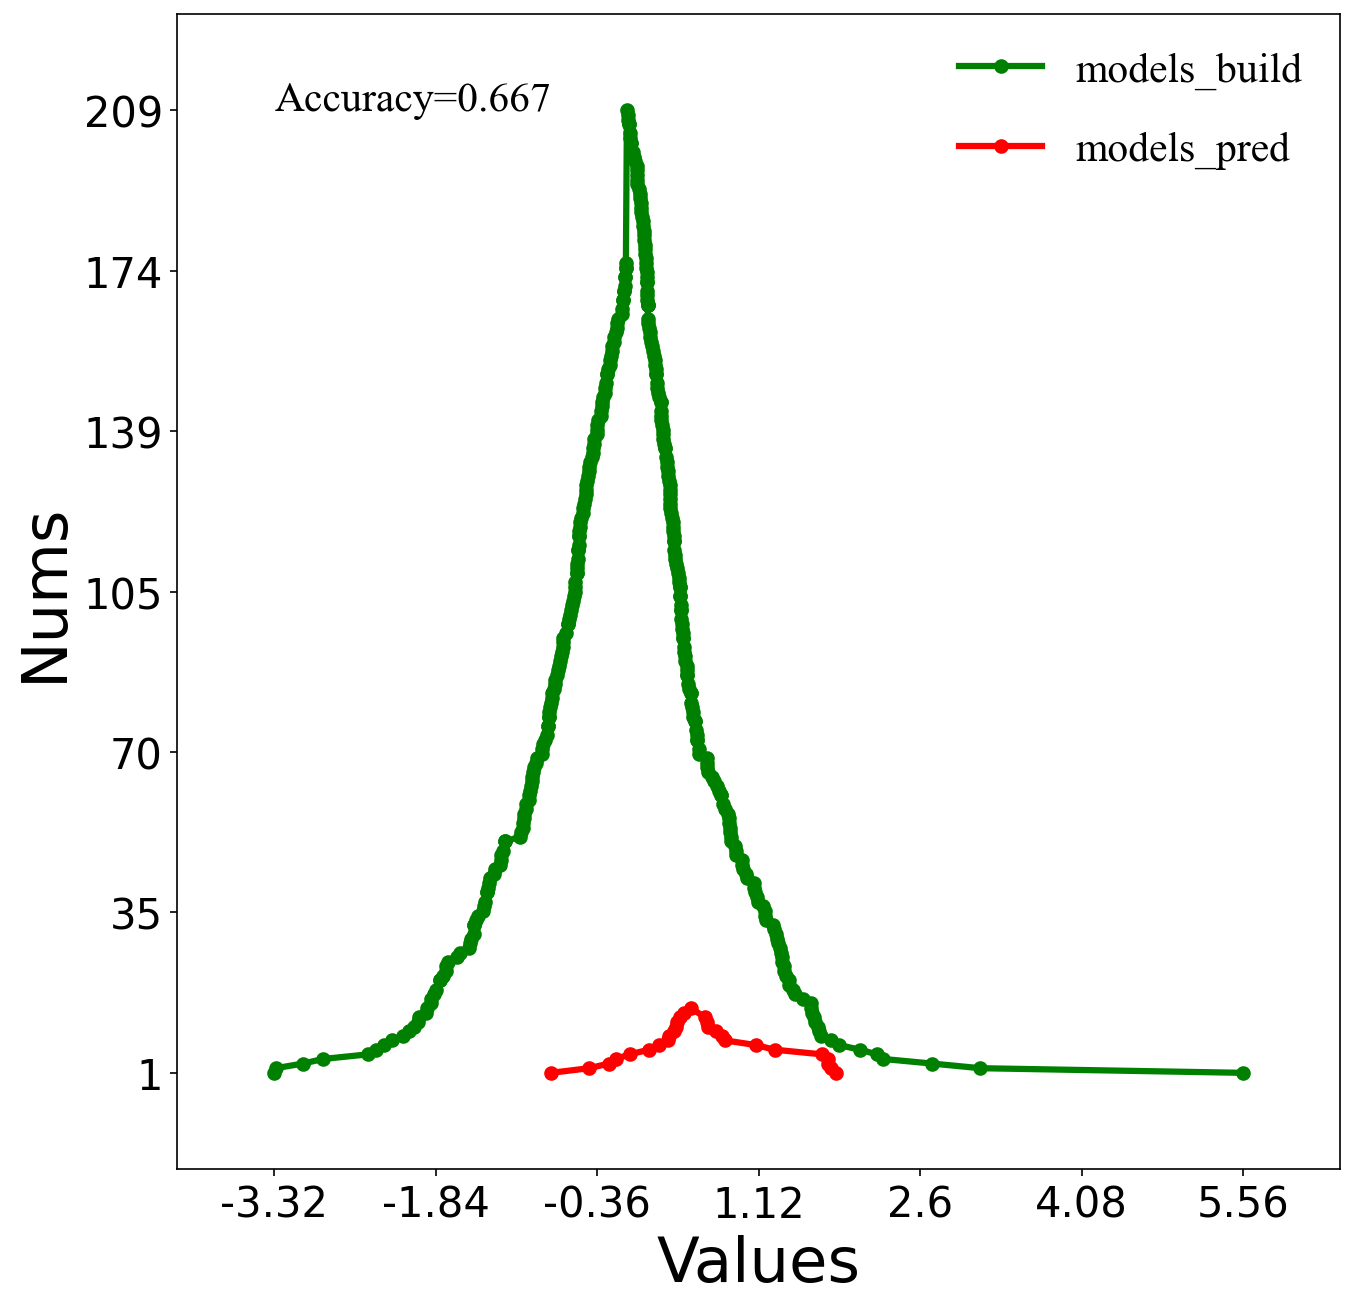 models_build
Accuracy=0.667
models_pred
209
174
139
105
70
35
1
Nums
-3.32 -1.84 -0.36 1.12 2.6 4.08 5.56
Values